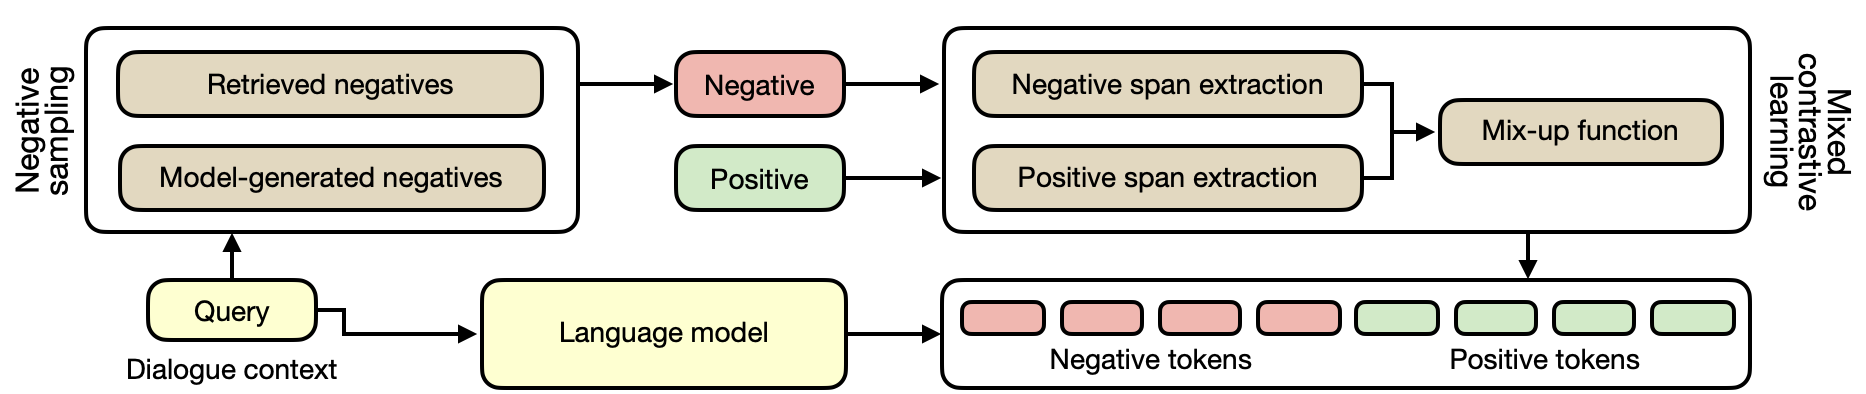 Negative
sampling
Retrieved negatives
Model-generated negatives
Negative
Positive
Negative span extraction
Positive span extraction
Mix-up function
Mixed
contrastive
learning
Query
Dialogue context
Language model
Negative tokens
Positive tokens